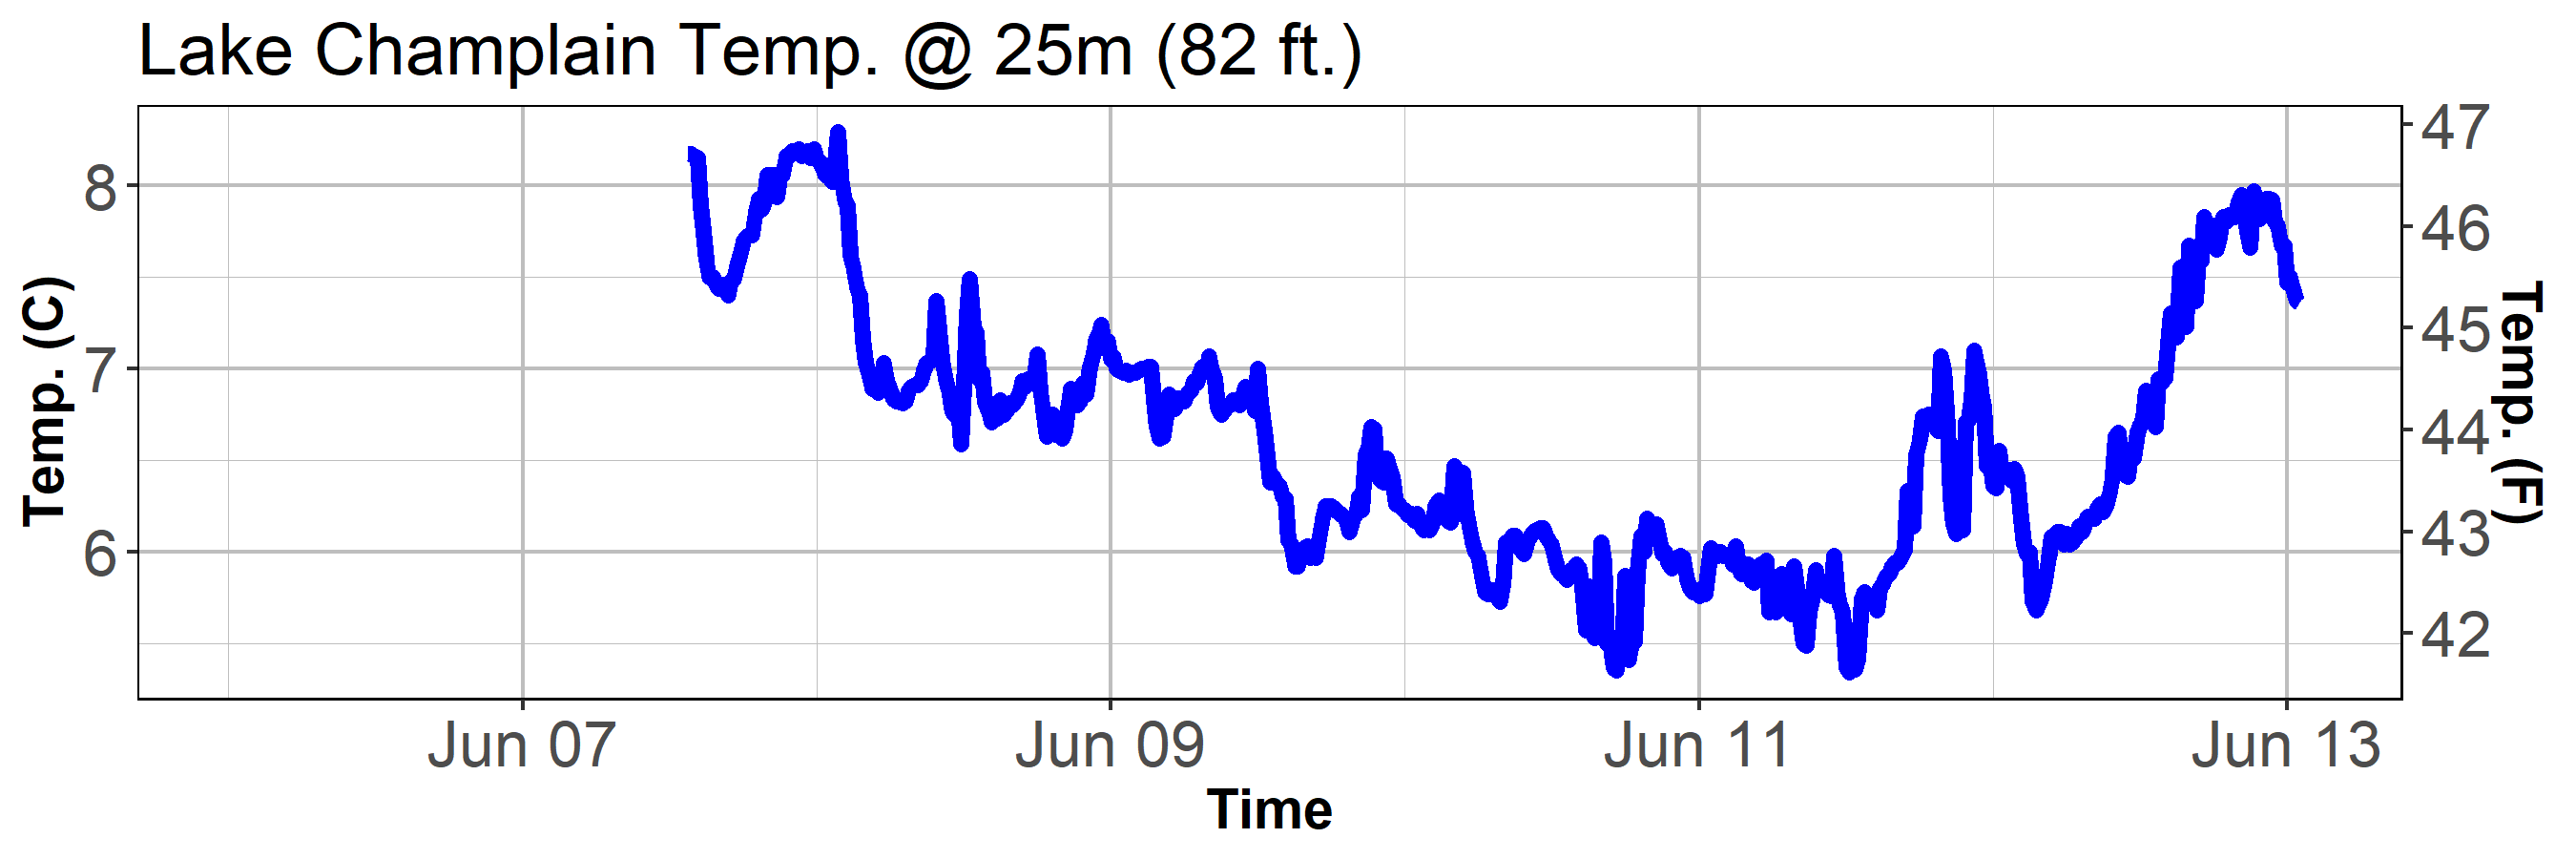 Lake Champlain Temp. @ 25m (82 ft.)
Temp. (C)
8
7
6
47
46
45
44
43
42
Temp. (F)
Jun 07 Jun 09 Jun 11 Jun 13
Time